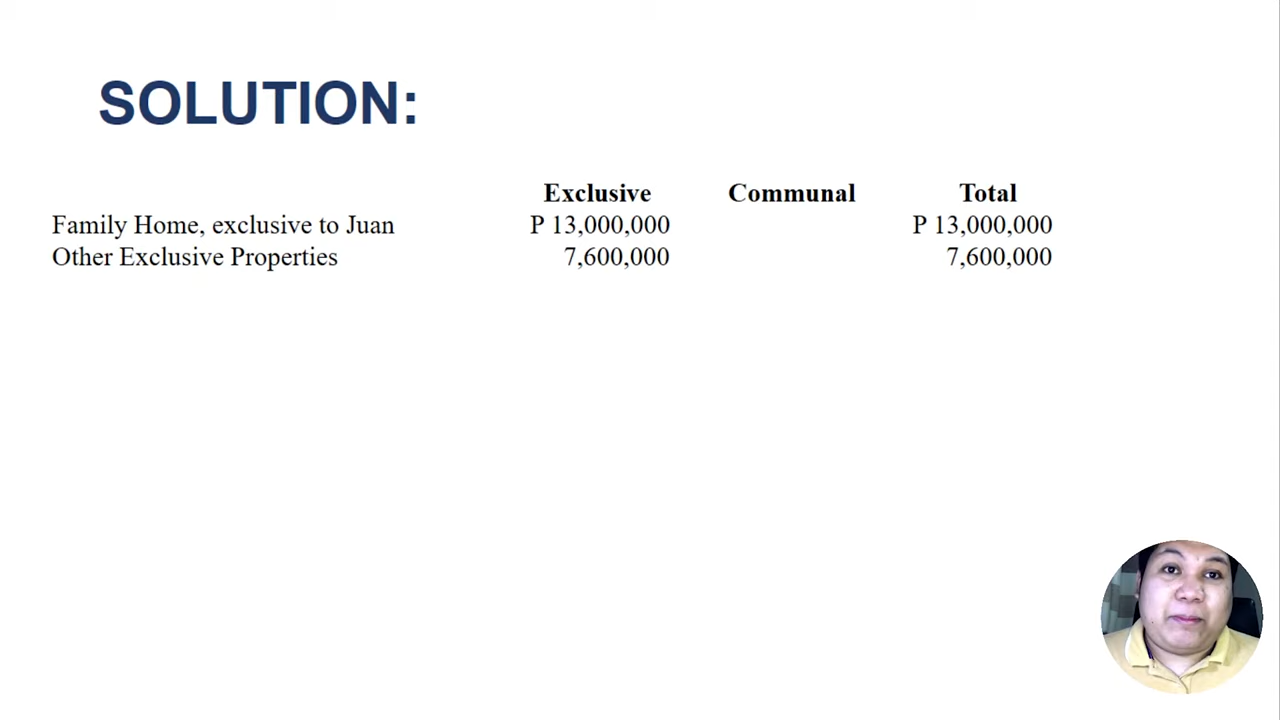 SOLUTION:
Exclusive Communal Total
Family Home, exclusive to Juan P 13,000,000 P 13,000,000
Other Exclusive Properties 7,600,000 7,600,000